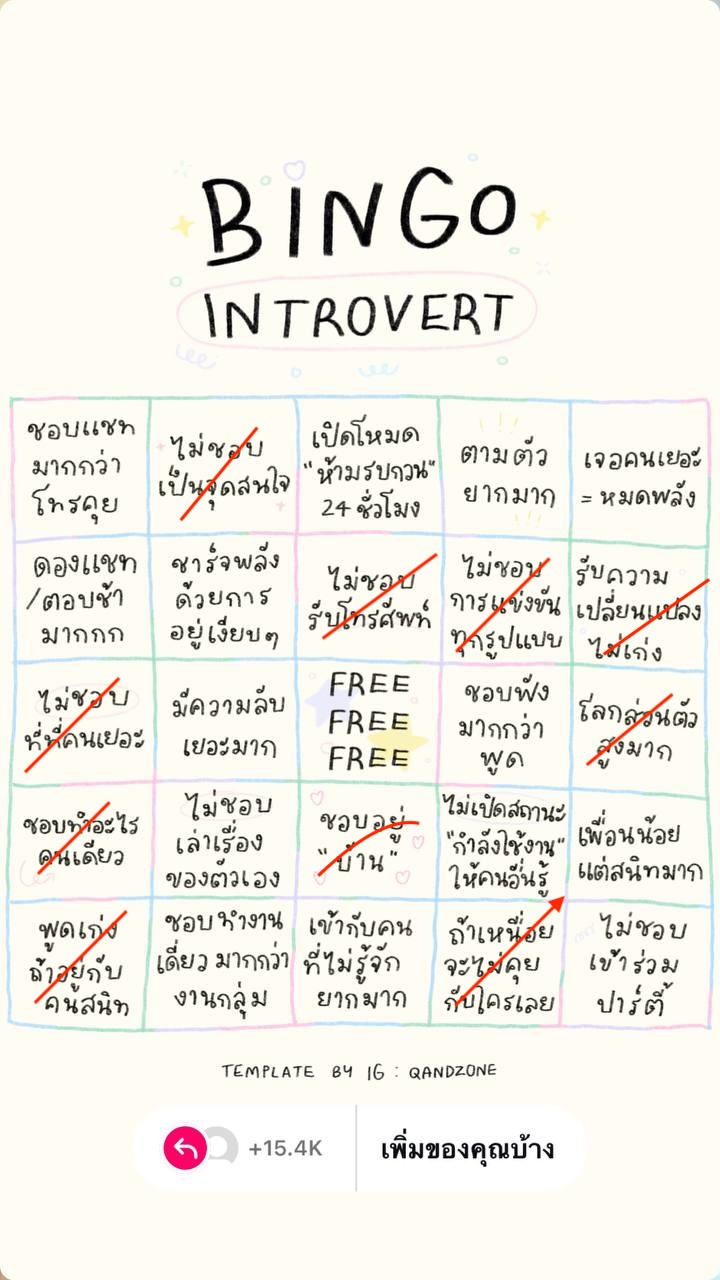 BINGO
INTROVERT
ชอบแชท
มากกว่า
โทรคุย
ไม่ชอบ
เป็นจุดสนใจ
เปิดโหมด
"ห้ามรบกวน"
24 ชั่วโมง
ตามตัว
ยากมาก
เจอคนเยอะ
= หมดพลัง
ดองแชท
/ตอบช้า
มากกก
ชาร์จพลัง
ด้วยการ
อยู่เงียบๆ
ไม่ชอบ
รับโทรศัพท์
ไม่ชอบ
การแข่งขัน
ทุกรูปแบบ
รับความ
เปลี่ยนแปลง
ไม่เก่ง
ไม่ชอบ
ที่ที่คนเยอะ
มีความลับ
เยอะมาก
FREE
FREE
FREE
ชอบฟัง
มากกว่า
พูด
โลกส่วนตัว
สูงมาก
ชอบทำอะไร
คนเดียว
ไม่ชอบ
เล่าเรื่อง
ของตัวเอง
ชอบอยู่
"บ้าน"
ไม่เปิดสถานะ
"กำลังใช้งาน"
ให้คนอื่นรู้
เพื่อนน้อย
แต่สนิทมาก
พูดเก่ง
ถ้าอยู่กับ
คนสนิท
ชอบทำงาน
เดี่ยว มากกว่า
งานกลุ่ม
เข้ากับคน
ที่ไม่รู้จัก
ยากมาก
ถ้าเหนื่อย
จะไม่คุย
กับใครเลย
ไม่ชอบ
เข้าร่วม
ปาร์ตี้
TEMPLATE BY IG : QANDZONE
+15.4K
เพิ่มของคุณบ้าง